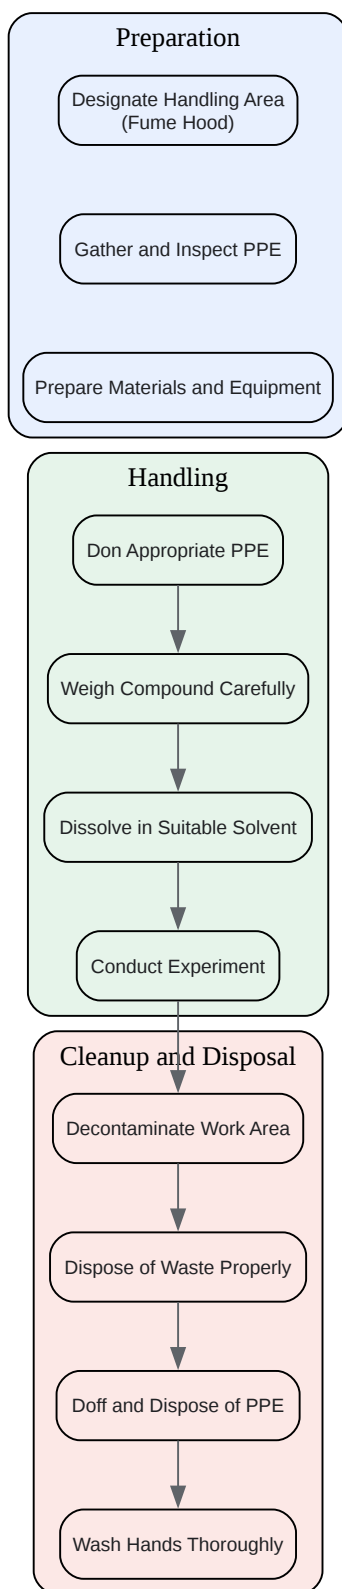 Preparation
Designate Handling Area
(Fume Hood)
Gather and Inspect PPE
Prepare Materials and Equipment
Handling
Don Appropriate PPE
Weigh Compound Carefully
Dissolve in Suitable Solvent
Conduct Experiment
Cleanup and Disposal
Decontaminate Work Area
Dispose of Waste Properly
Doff and Dispose of PPE
Wash Hands Thoroughly